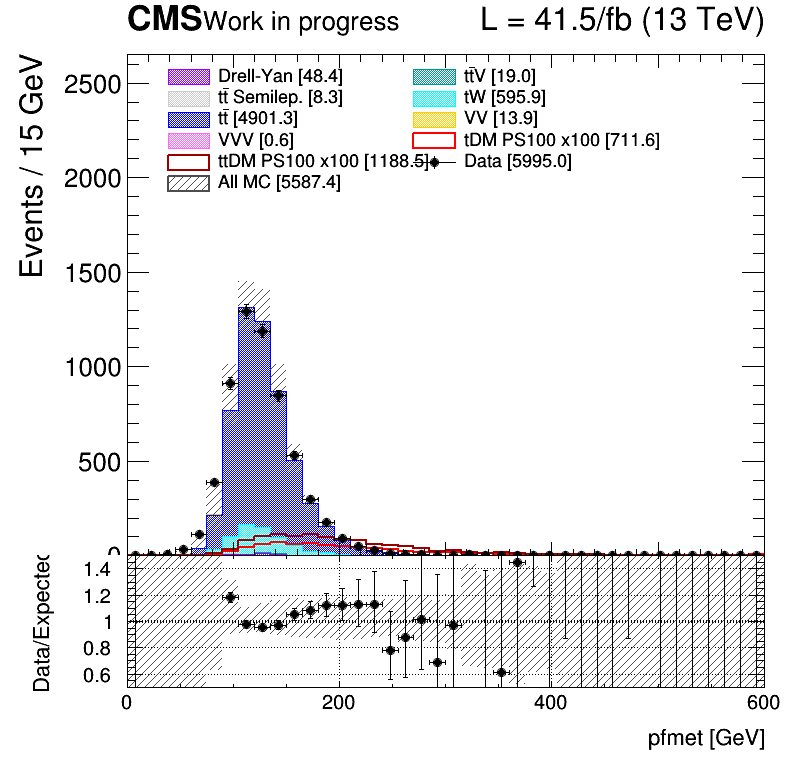 CMS Work in progress L = 41.5/fb (13 TeV)
Events / 15 GeV
2500
2000
1500
1000
500
0
Drell-Yan [48.4] tt̄V [19.0]
tt̄ Semilep. [8.3] tW [595.9]
tt̄ [4901.3] VV [13.9]
VVV [0.6] tDM PS100 x100 [711.6]
ttDM PS100 x100 [1188.5] Data [5995.0]
All MC [5587.4]
Data/Expected
1.4
1.2
1
0.8
0.6
0 200 400 600
pfmet [GeV]